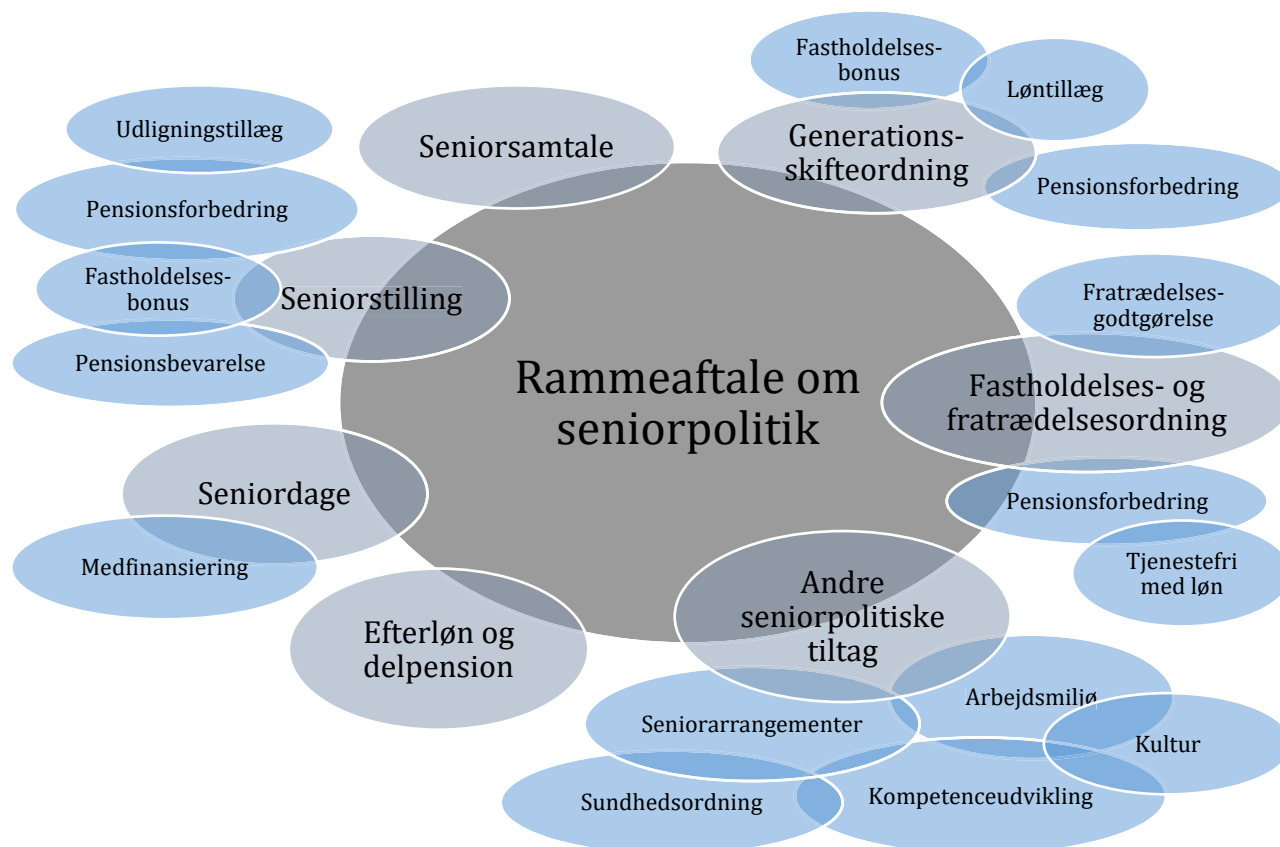 Fastholdelses-
bonus
Løntillæg
Generations-
skifteordning
Pensionsforbedring
Seniorsamtale
Udligningstillæg
Pensionsforbedring
Fastholdelses-
bonus
Seniorstilling
Pensionsbevarelse
Fratrædelses-
godtgørelse
Fastholdelses- og
fratrædelsesordning
Pensionsforbedring
Tjenestefri
med løn
Rammeaftale om
seniorpolitik
Seniordage
Medfinansiering
Efterløn og
delpension
Andre
seniorpolitiske
tiltag
Arbejdsmiljø
Seniorarrangementer
Kultur
Sundhedsordning
Kompetenceudvikling